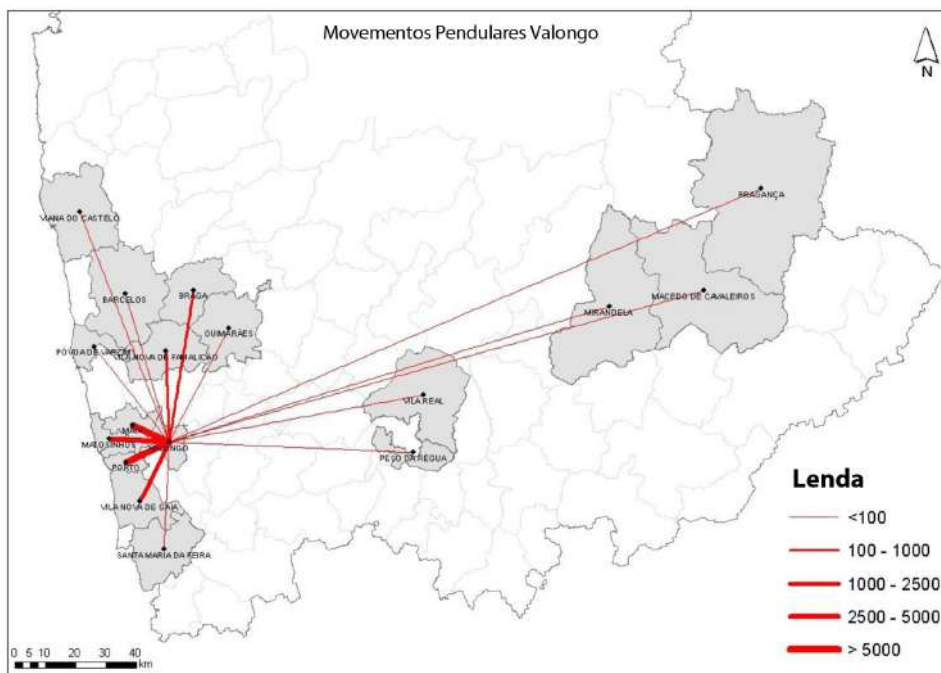 Movementos Pendulares Valongo
N
BRAGANÇA
VIANA DO CASTELO
BARCELOS
BRAGA
MACEDO DE CAVALEIROS
MIRANDELA
GUIMARÃES
PÓVOA DE VARZIM
VILA NOVA DE FAMALICÃO
VILA REAL
MATOSINHOS
VALONGO
PESO DA RÉGUA
PORTO
VILA NOVA DE GAIA
SANTA MARIA DA FEIRA
Lenda
<100
100 - 1000
1000 - 2500
2500 - 5000
> 5000
0 5 10 20 30 40
km